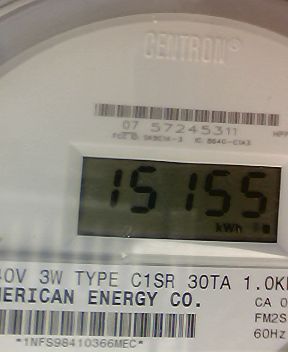 CENTRON®
07 57245311
15155
kWh
40V 3W TYPE C1SR 30TA 1.0K
MERICAN ENERGY CO.
CA 0
FM2S
60Hz
*1NFS98410366MEC*